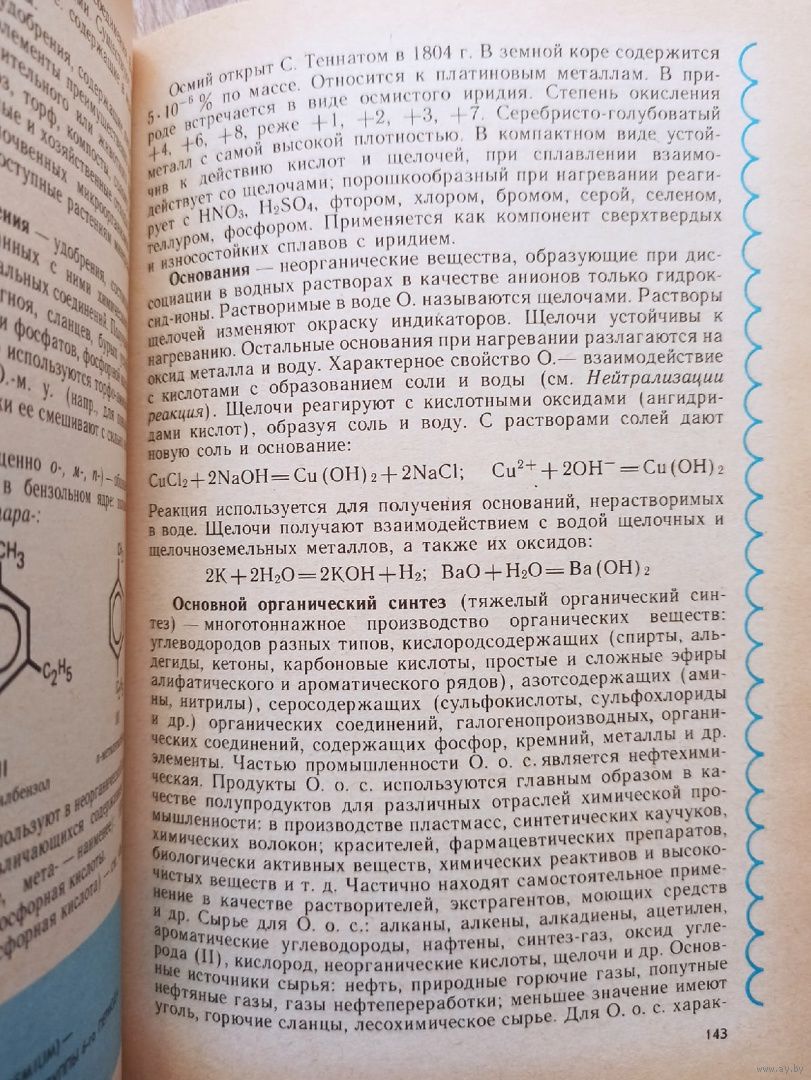 Осмий открыт С. Теннатом в 1804 г. В земной коре содержится
5·10⁻⁶% по массе. Относится к платиновым металлам. В при-
роде встречается в виде осмистого иридия. Степень окисления
+4, +6, +8, реже +1, +2, +3, +7. Серебристо-голубоватый
металл с самой высокой плотностью. В компактном виде устой-
чив к действию кислот и щелочей, при сплавлении взаимо-
действует со щелочами; порошкообразный при нагревании реаги-
рует с HNO₃, H₂SO₄, фтором, хлором, бромом, серой, селеном,
теллуром, фосфором. Применяется как компонент сверхтвердых
и износостойких сплавов с иридием.
Основания — неорганические вещества, образующие при дис-
социации в водных растворах в качестве анионов только гидрок-
сид-ионы. Растворимые в воде О. называются щелочами. Растворы
щелочей изменяют окраску индикаторов. Щелочи устойчивы к
нагреванию. Остальные основания при нагревании разлагаются на
оксид металла и воду. Характерное свойство О.— взаимодействие
с кислотами с образованием соли и воды (см. Нейтрализации
реакция). Щелочи реагируют с кислотными оксидами (ангидри-
дами кислот), образуя соль и воду. С растворами солей дают
новую соль и основание:
CuCl₂+2NaOH=Cu(OH)₂+2NaCl; Cu²⁺+2OH⁻=Cu(OH)₂
Реакция используется для получения оснований, нерастворимых
в воде. Щелочи получают взаимодействием с водой щелочных и
щелочноземельных металлов, а также их оксидов:
2K+2H₂O=2KOH+H₂; BaO+H₂O=Ba(OH)₂
Основной органический синтез (тяжелый органический син-
тез) — многотоннажное производство органических веществ:
углеводородов разных типов, кислородсодержащих (спирты, аль-
дегиды, кетоны, карбоновые кислоты, простые и сложные эфиры
алифатического и ароматического рядов), азотсодержащих (ами-
ны, нитрилы), серосодержащих (сульфокислоты, сульфохлориды
и др.) органических соединений, галогенопроизводных, органи-
ческих соединений, содержащих фосфор, кремний, металлы и др.
элементы. Частью промышленности О. о. с. является нефтехими-
ческая. Продукты О. о. с. используются главным образом в ка-
честве полупродуктов для различных отраслей химической про-
мышленности: в производстве пластмасс, синтетических каучуков,
химических волокон; красителей, фармацевтических препаратов,
биологически активных веществ, химических реактивов и высоко-
чистых веществ и т. д. Частично находят самостоятельное приме-
нение в качестве растворителей, экстрагентов, моющих средств
и др. Сырье для О. о. с.: алканы, алкены, алкадиены, ацетилен,
ароматические углеводороды, нафтены, синтез-газ, оксид угле-
рода (II), кислород, неорганические кислоты, щелочи и др. Основ-
ные источники сырья: нефть, природные горючие газы, попутные
нефтяные газы, газы нефтепереработки; меньшее значение имеют
уголь, горючие сланцы, лесохимическое сырье. Для О. о. с. харак-
143
www.ay.by